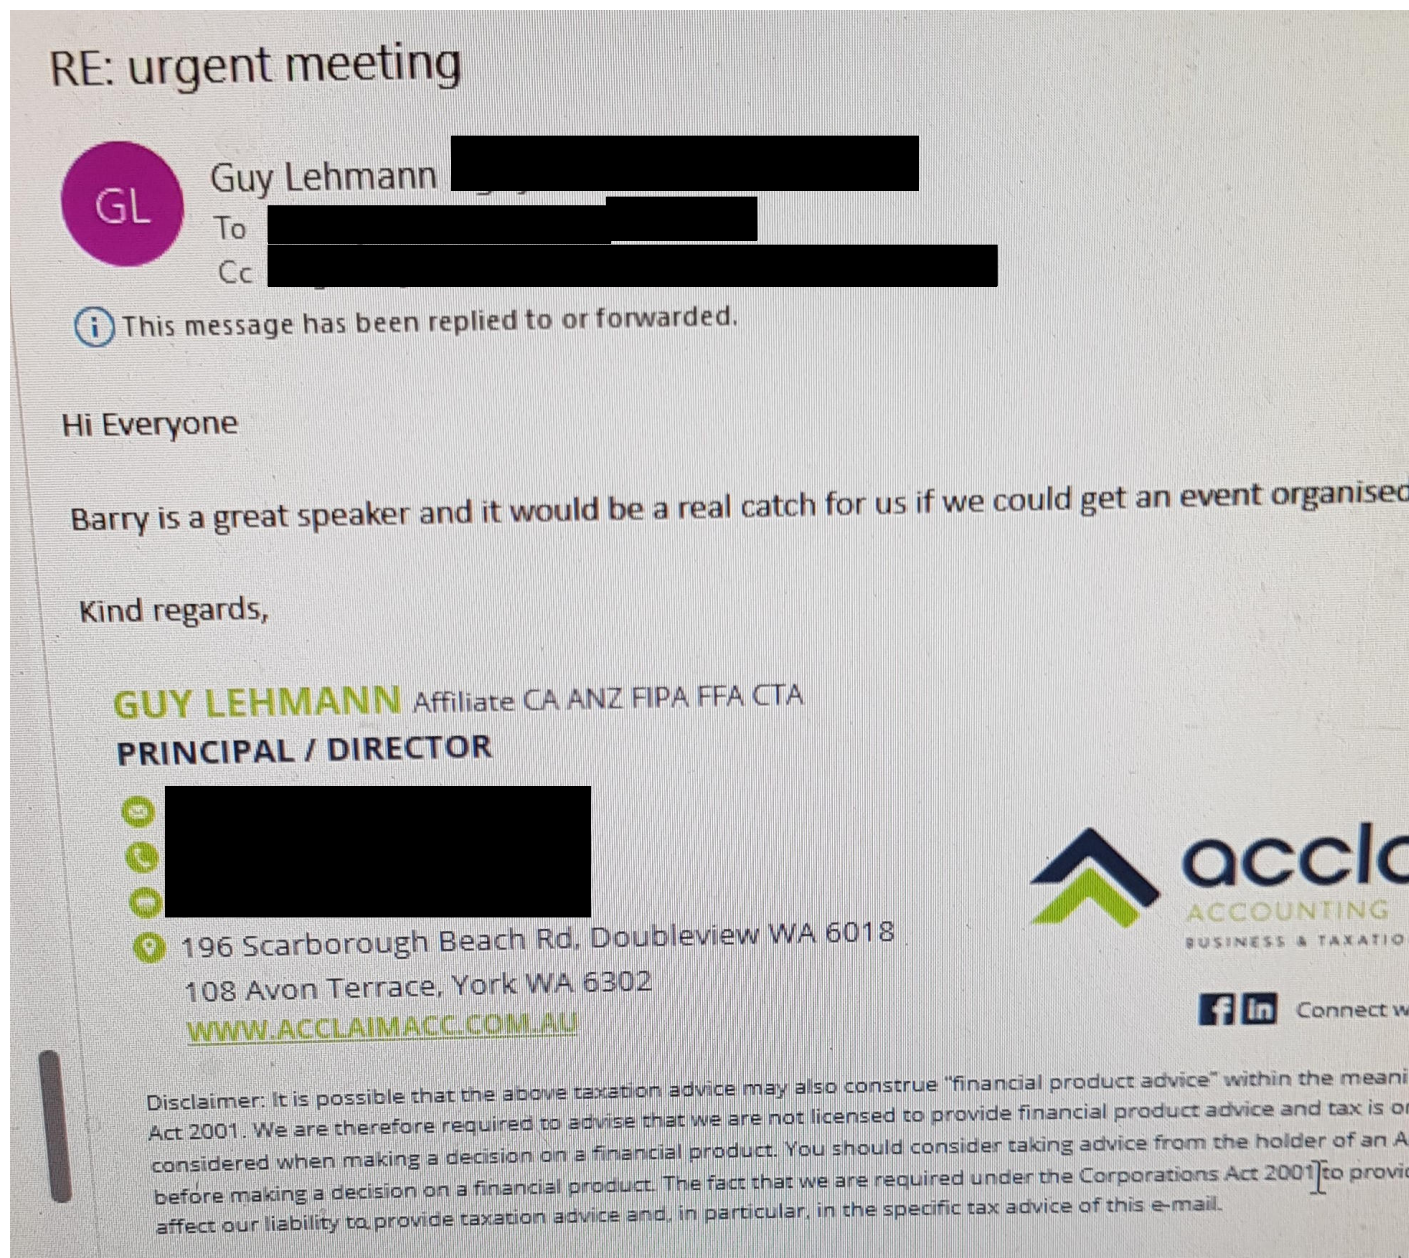 RE: urgent meeting
GL
Guy Lehmann
To
Cc
This message has been replied to or forwarded.
Hi Everyone
Barry is a great speaker and it would be a real catch for us if we could get an event organised
Kind regards,
GUY LEHMANN Affiliate CA ANZ FIPA FFA CTA
PRINCIPAL / DIRECTOR
196 Scarborough Beach Rd, Doubleview WA 6018
108 Avon Terrace, York WA 6302
WWW.ACCLAIMACC.COM.AU
accla
ACCOUNTING
BUSINESS & TAXATIO
f in Connect w
Disclaimer: It is possible that the above taxation advice may also construe "financial product advice" within the meani
Act 2001. We are therefore required to advise that we are not licensed to provide financial product advice and tax is o
considered when making a decision on a financial product. You should consider taking advice from the holder of an A
before making a decision on a financial product. The fact that we are required under the Corporations Act 2001 to provi
affect our liability to provide taxation advice and, in particular, in the specific tax advice of this e-mail.